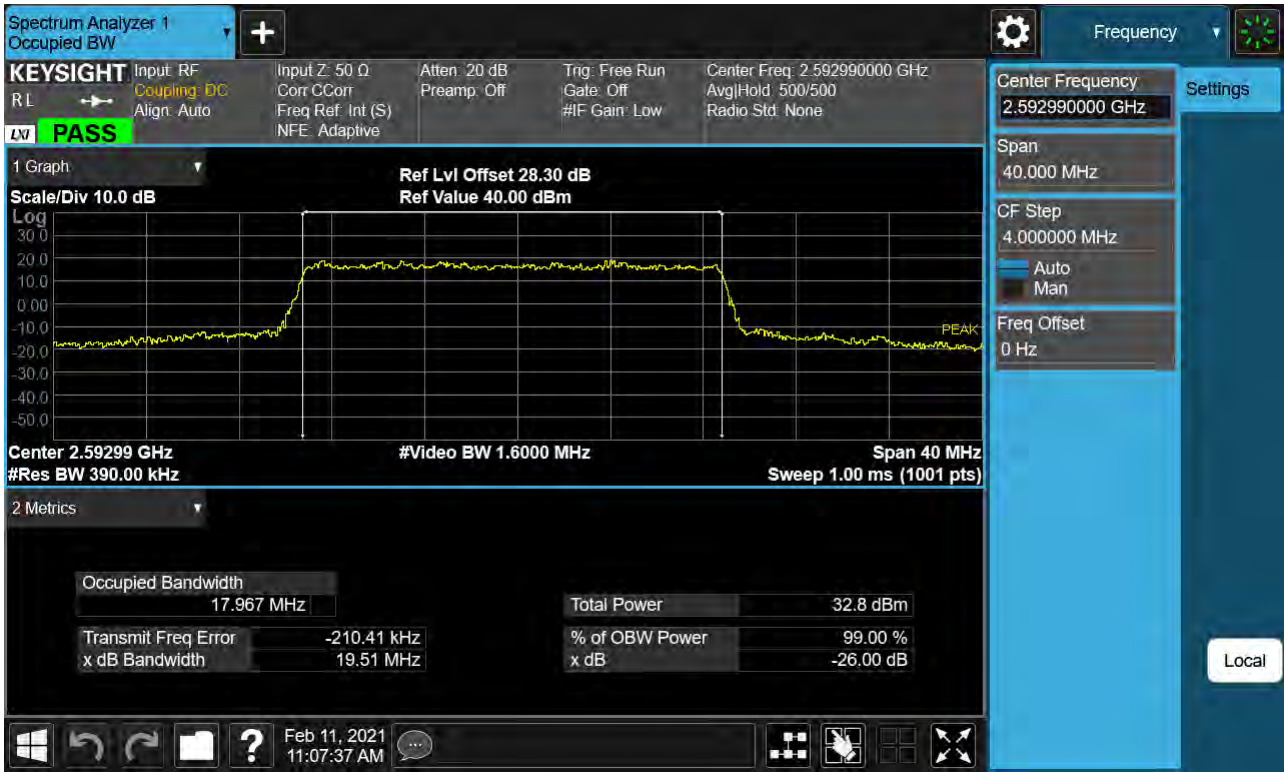 Spectrum Analyzer 1
Occupied BW
+
Frequency
KEYSIGHT
RL
LXI
PASS
Input: RF
Coupling: DC
Align: Auto
Input Z: 50 Ω
Corr CCorr
Freq Ref: Int (S)
NFE: Adaptive
Atten: 20 dB
Preamp: Off
Trig: Free Run
Gate: Off
#IF Gain: Low
Center Freq: 2.592990000 GHz
Avg|Hold: 500/500
Radio Std: None
Center Frequency
2.592990000 GHz
Settings
Span
40.000 MHz
CF Step
4.000000 MHz
Auto
Man
Freq Offset
0 Hz
Local
1 Graph
Scale/Div 10.0 dB
Ref Lvl Offset 28.30 dB
Ref Value 40.00 dBm
Log
30.0
20.0
10.0
0.00
-10.0
-20.0
-30.0
-40.0
-50.0
PEAK
Center 2.59299 GHz
#Video BW 1.6000 MHz
Span 40 MHz
#Res BW 390.00 kHz
Sweep 1.00 ms (1001 pts)
2 Metrics
Occupied Bandwidth
17.967 MHz
Total Power 32.8 dBm
Transmit Freq Error -210.41 kHz
% of OBW Power 99.00 %
x dB Bandwidth 19.51 MHz
x dB -26.00 dB
?
Feb 11, 2021
11:07:37 AM